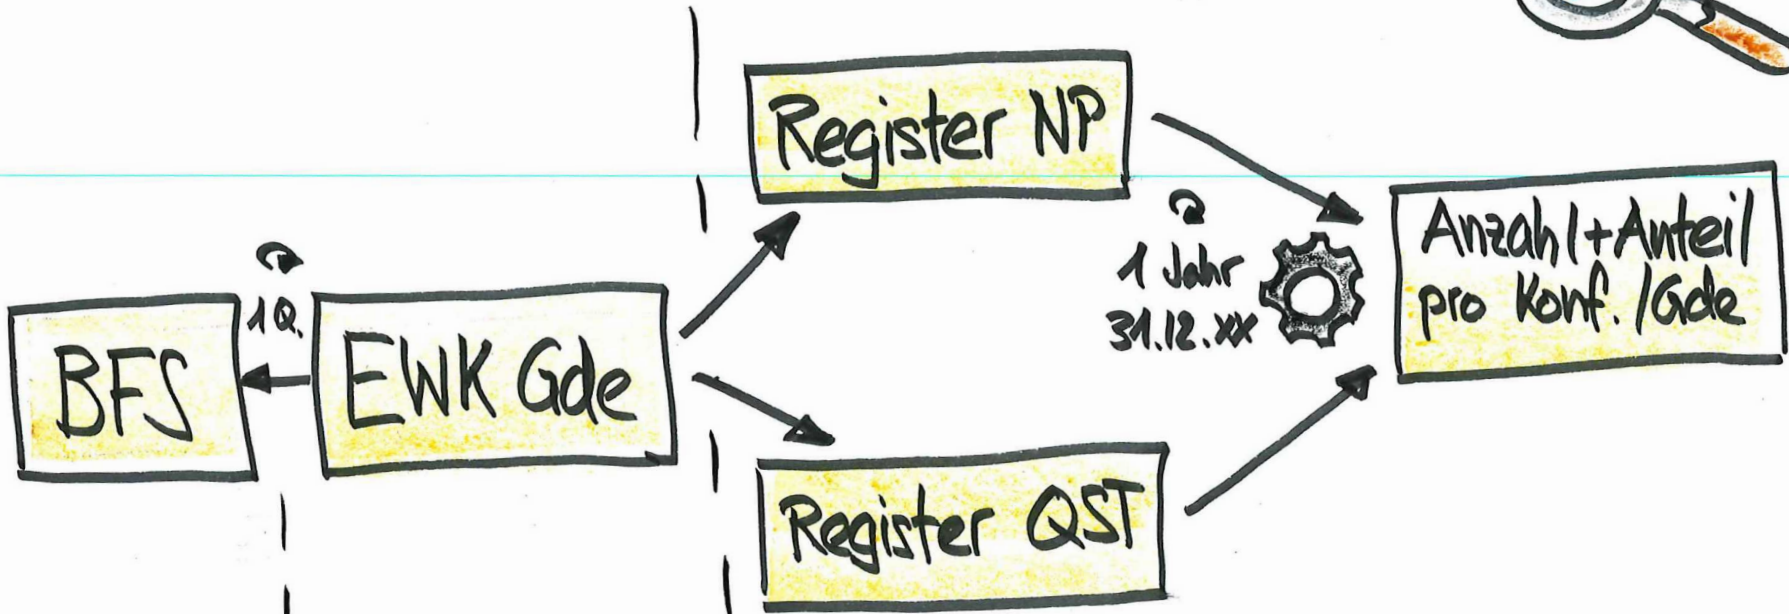 Register NP
1 Jahr
31.12.XX
Anzahl+Anteil
pro Konf./Gde
1Q.
BFS
EWK Gde
Register QST